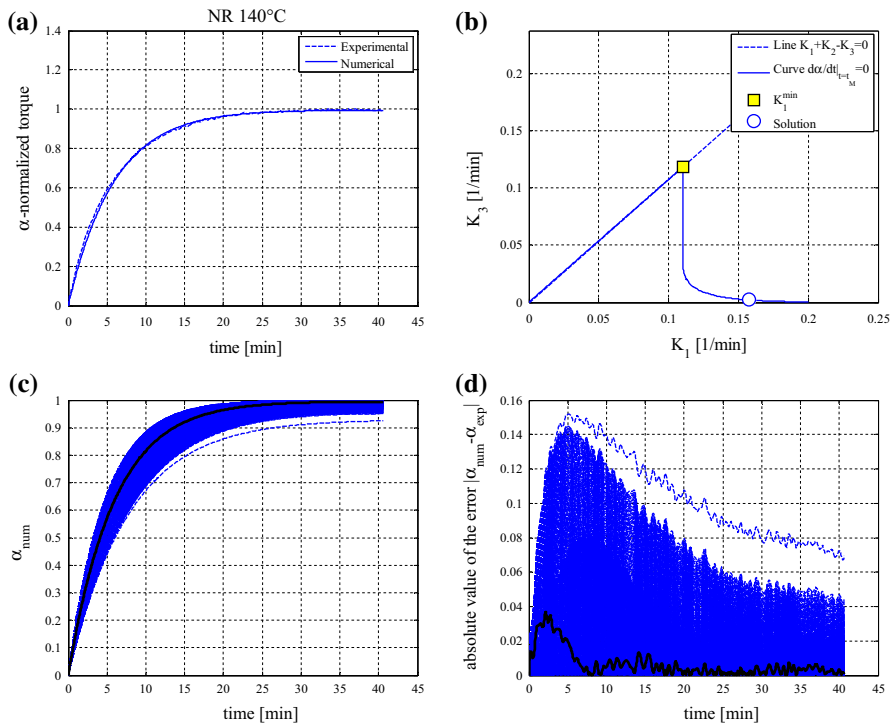 (a)
NR 140°C
Experimental
Numerical
α-normalized torque
1.4
1.2
1
0.8
0.6
0.4
0.2
0
0 5 10 15 20 25 30 35 40 45
time [min]
(b)
Line K1+K2-K3=0
Curve dα/dt|t=tM=0
K1min
Solution
K3 [1/min]
0.2
0.15
0.1
0.05
0
0 0.05 0.1 0.15 0.2 0.25
K1 [1/min]
(c)
αnum
1
0.9
0.8
0.7
0.6
0.5
0.4
0.3
0.2
0.1
0
0 5 10 15 20 25 30 35 40 45
time [min]
(d)
absolute value of the error |αnum-αexp|
0.16
0.14
0.12
0.1
0.08
0.06
0.04
0.02
0
0 5 10 15 20 25 30 35 40 45
time [min]